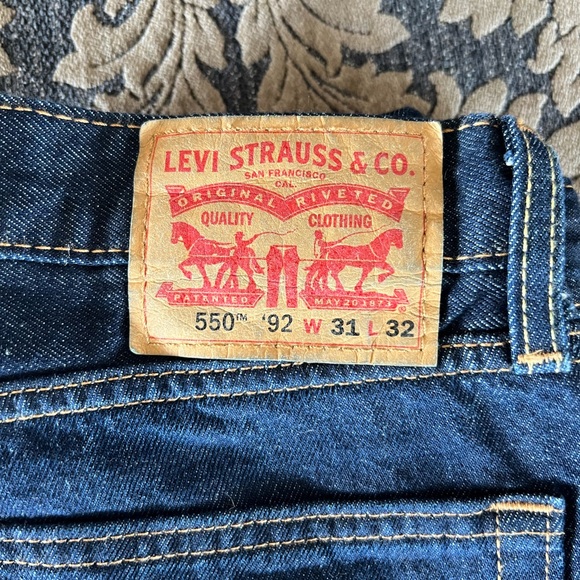 LEVI STRAUSS & CO.
SAN FRANCISCO
CAL.
ORIGINAL RIVETED
QUALITY CLOTHING
PATENTED MAY 20 1873 ®
550™ '92 W 31 L 32